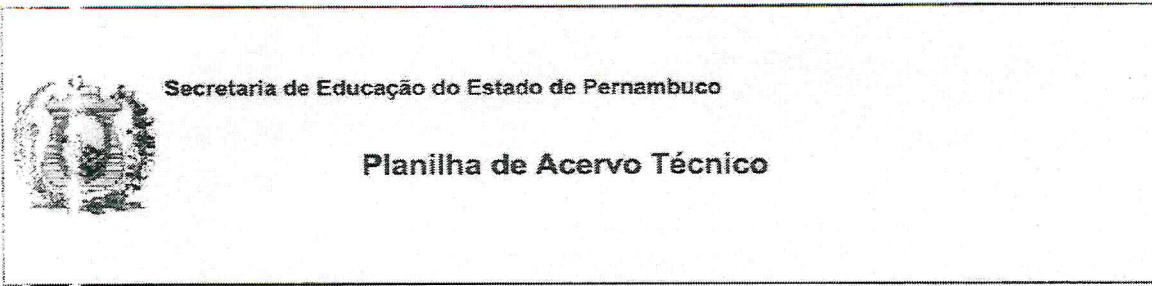 Secretaria de Educação do Estado de Pernambuco
Planilha de Acervo Técnico